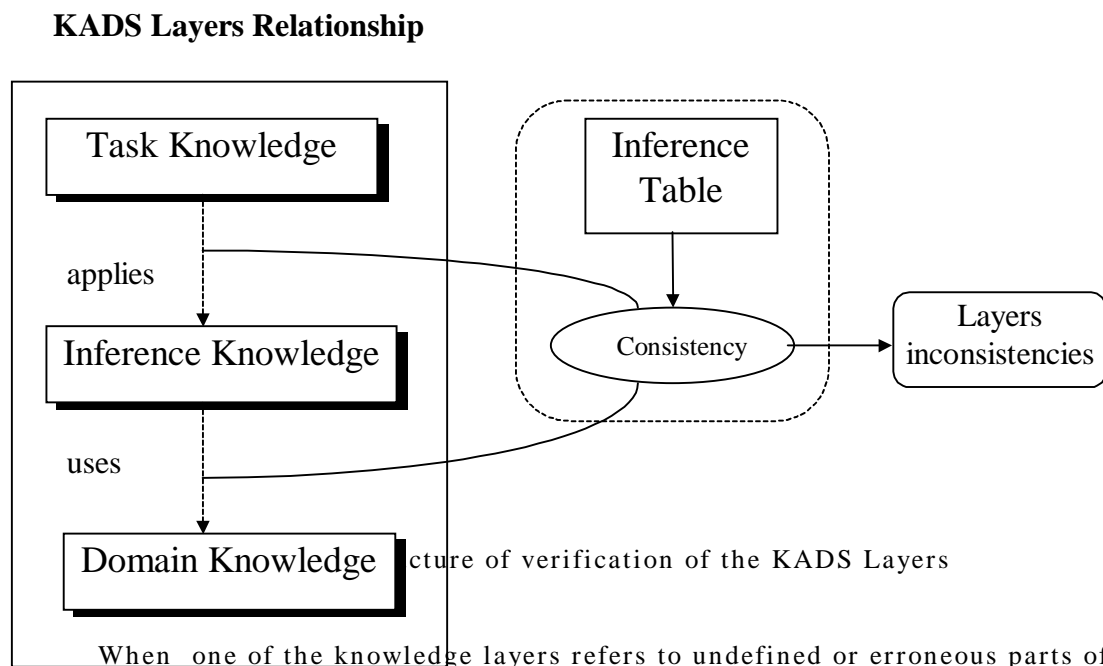 KADS Layers Relationship
Task Knowledge
applies
Inference Knowledge
uses
Domain Knowledge
Inference
Table
Consistency
Layers
inconsistencies
cture of verification of the KADS Layers
When one of the knowledge layers refers to undefined or erroneous parts of